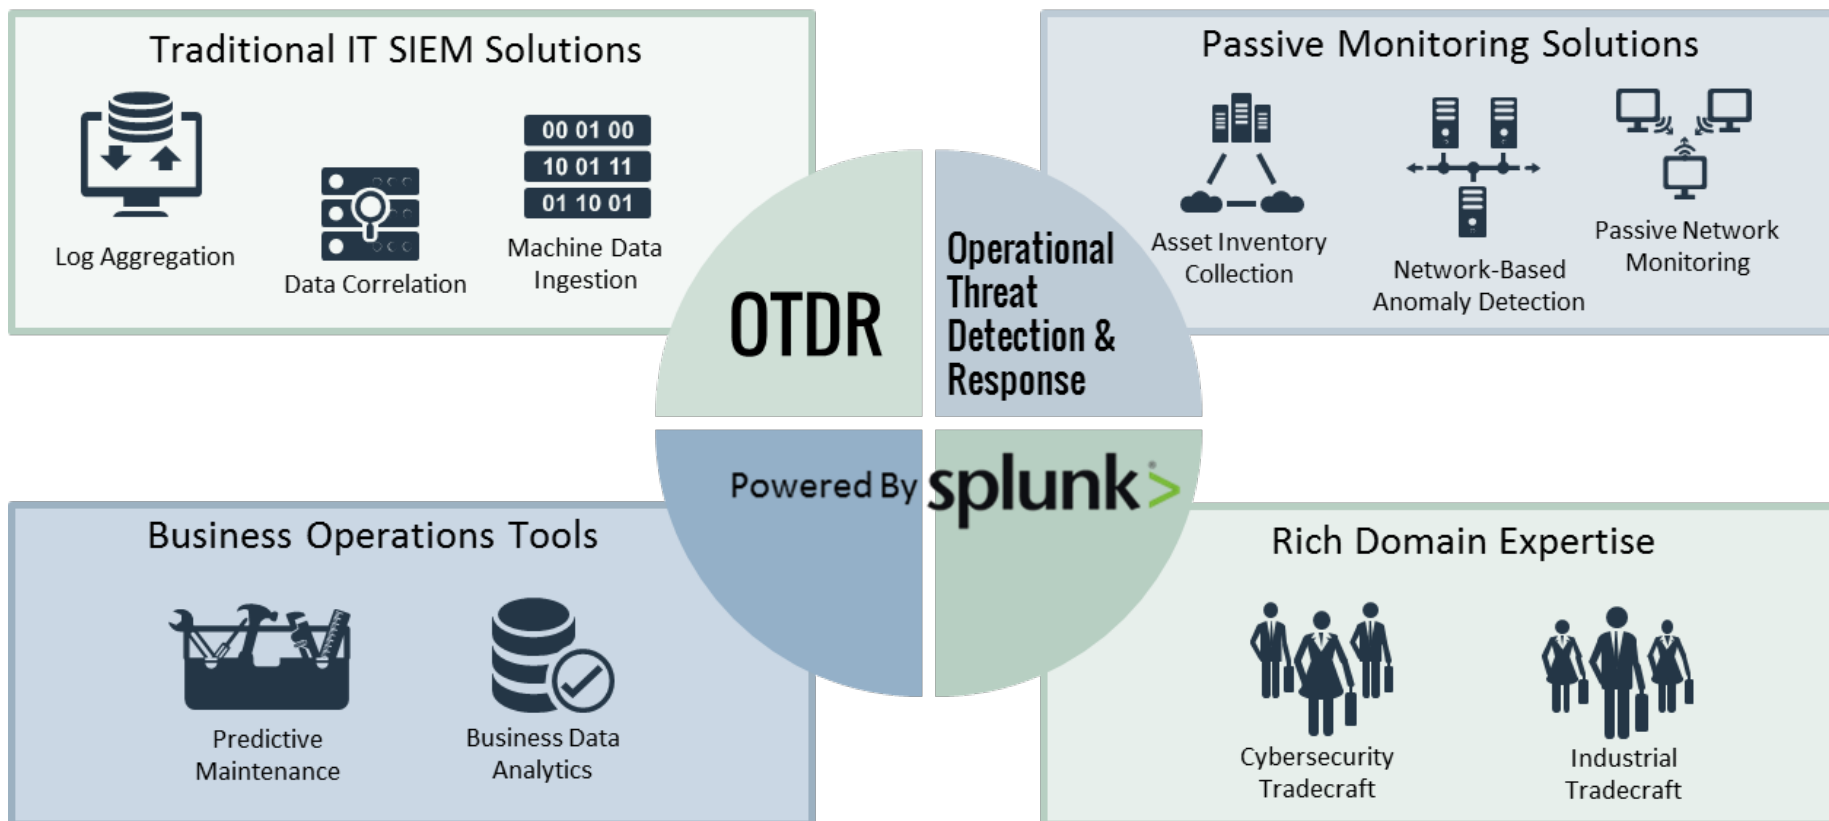 Traditional IT SIEM Solutions
Log Aggregation
Data Correlation
00 01 00
10 01 11
01 10 01
Machine Data
Ingestion
Passive Monitoring Solutions
Asset Inventory
Collection
Network-Based
Anomaly Detection
Passive Network
Monitoring
OTDR
Operational
Threat
Detection &
Response
Powered By splunk>
Business Operations Tools
Predictive
Maintenance
Business Data
Analytics
Rich Domain Expertise
Cybersecurity
Tradecraft
Industrial
Tradecraft